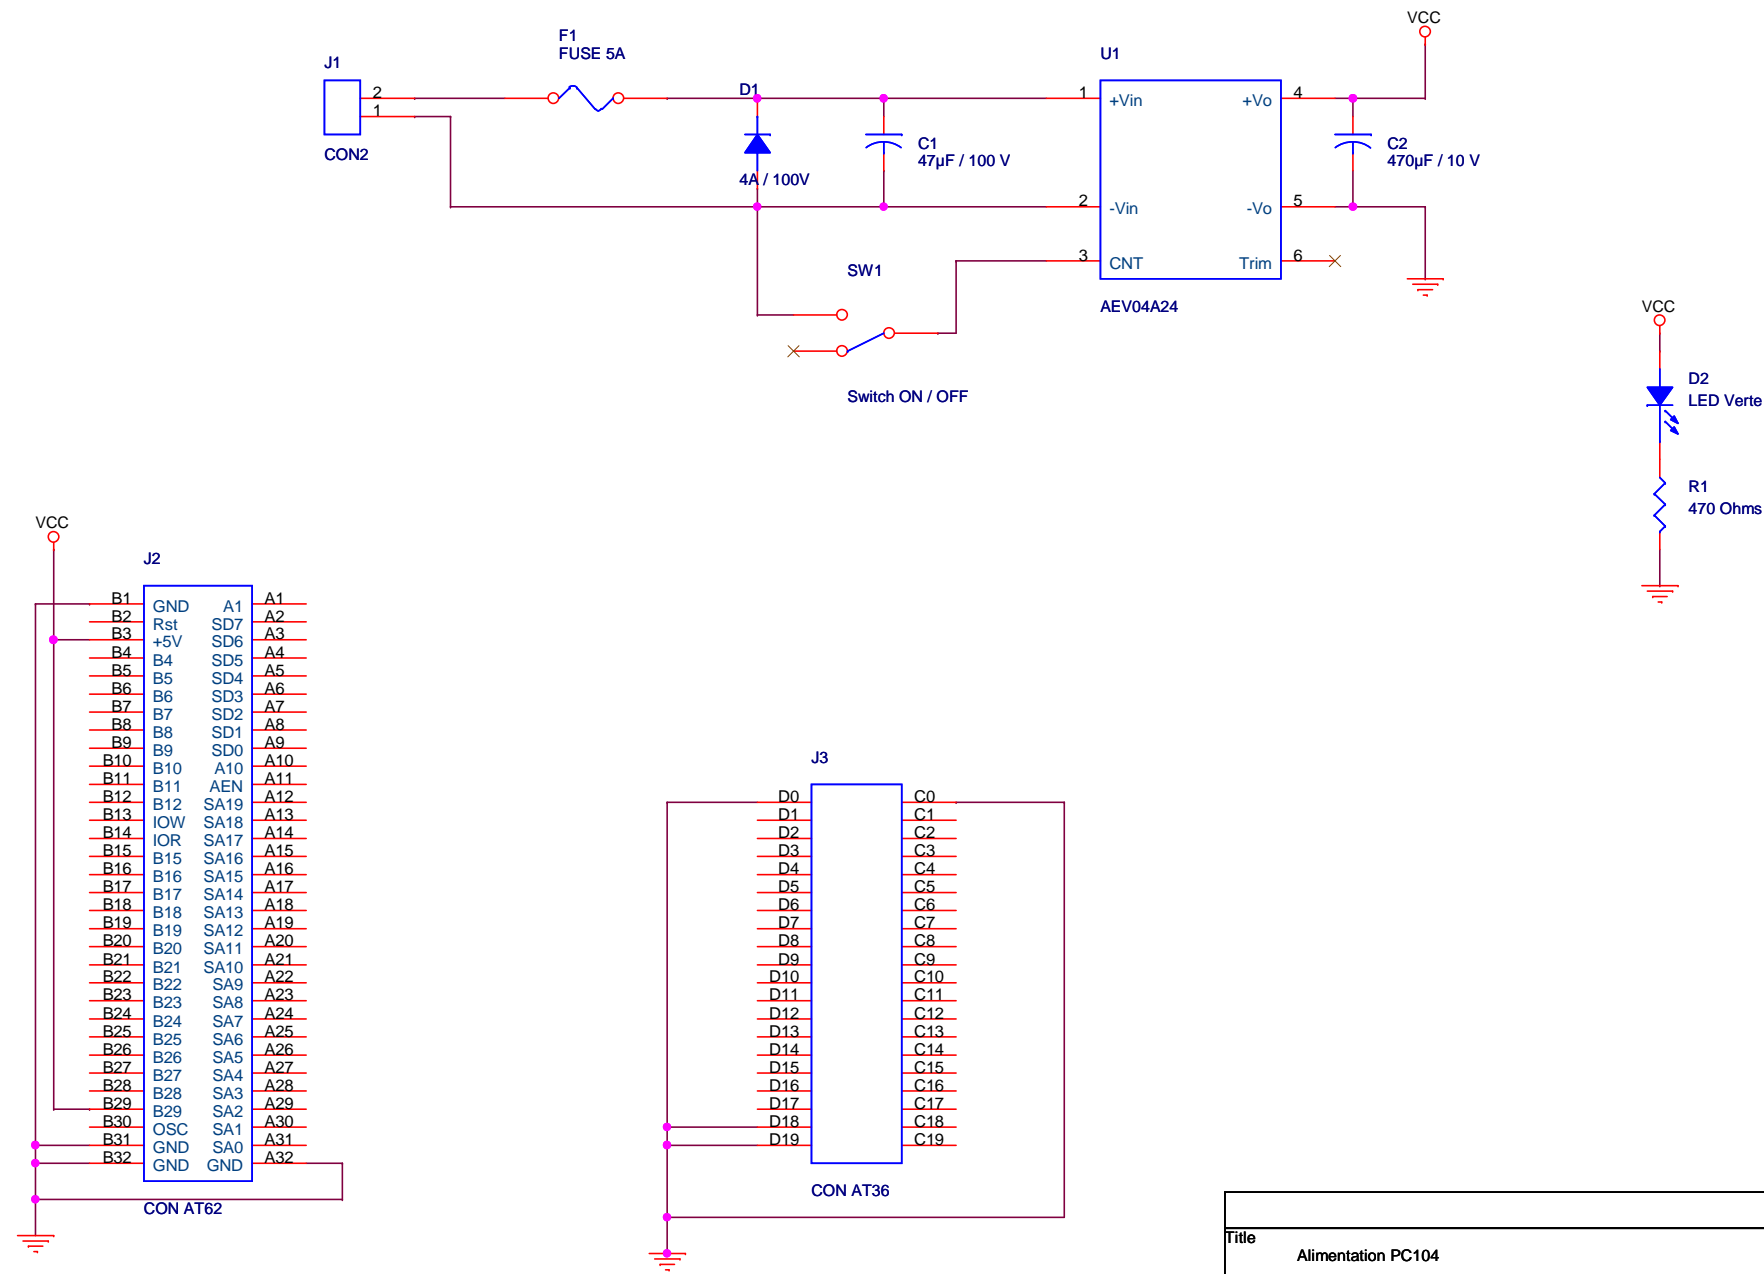 VCC
F1
FUSE 5A
J1
2
1
CON2
D1
4A / 100V
C1
47µF / 100 V
U1
1 +Vin +Vo 4
2 -Vin -Vo 5
3 CNT Trim 6
AEV04A24
C2
470µF / 10 V
SW1
Switch ON / OFF
VCC
D2
LED Verte
R1
470 Ohms
VCC
J2
B1 GND A1 A1
B2 Rst SD7 A2
B3 +5V SD6 A3
B4 B4 SD5 A4
B5 B5 SD4 A5
B6 B6 SD3 A6
B7 B7 SD2 A7
B8 B8 SD1 A8
B9 B9 SD0 A9
B10 B10 A10 A10
B11 B11 AEN A11
B12 B12 SA19 A12
B13 IOW SA18 A13
B14 IOR SA17 A14
B15 B15 SA16 A15
B16 B16 SA15 A16
B17 B17 SA14 A17
B18 B18 SA13 A18
B19 B19 SA12 A19
B20 B20 SA11 A20
B21 B21 SA10 A21
B22 B22 SA9 A22
B23 B23 SA8 A23
B24 B24 SA7 A24
B25 B25 SA6 A25
B26 B26 SA5 A26
B27 B27 SA4 A27
B28 B28 SA3 A28
B29 B29 SA2 A29
B30 OSC SA1 A30
B31 GND SA0 A31
B32 GND GND A32
CON AT62
J3
D0 C0
D1 C1
D2 C2
D3 C3
D4 C4
D5 C5
D6 C6
D7 C7
D8 C8
D9 C9
D10 C10
D11 C11
D12 C12
D13 C13
D14 C14
D15 C15
D16 C16
D17 C17
D18 C18
D19 C19
CON AT36
Title
Alimentation PC104